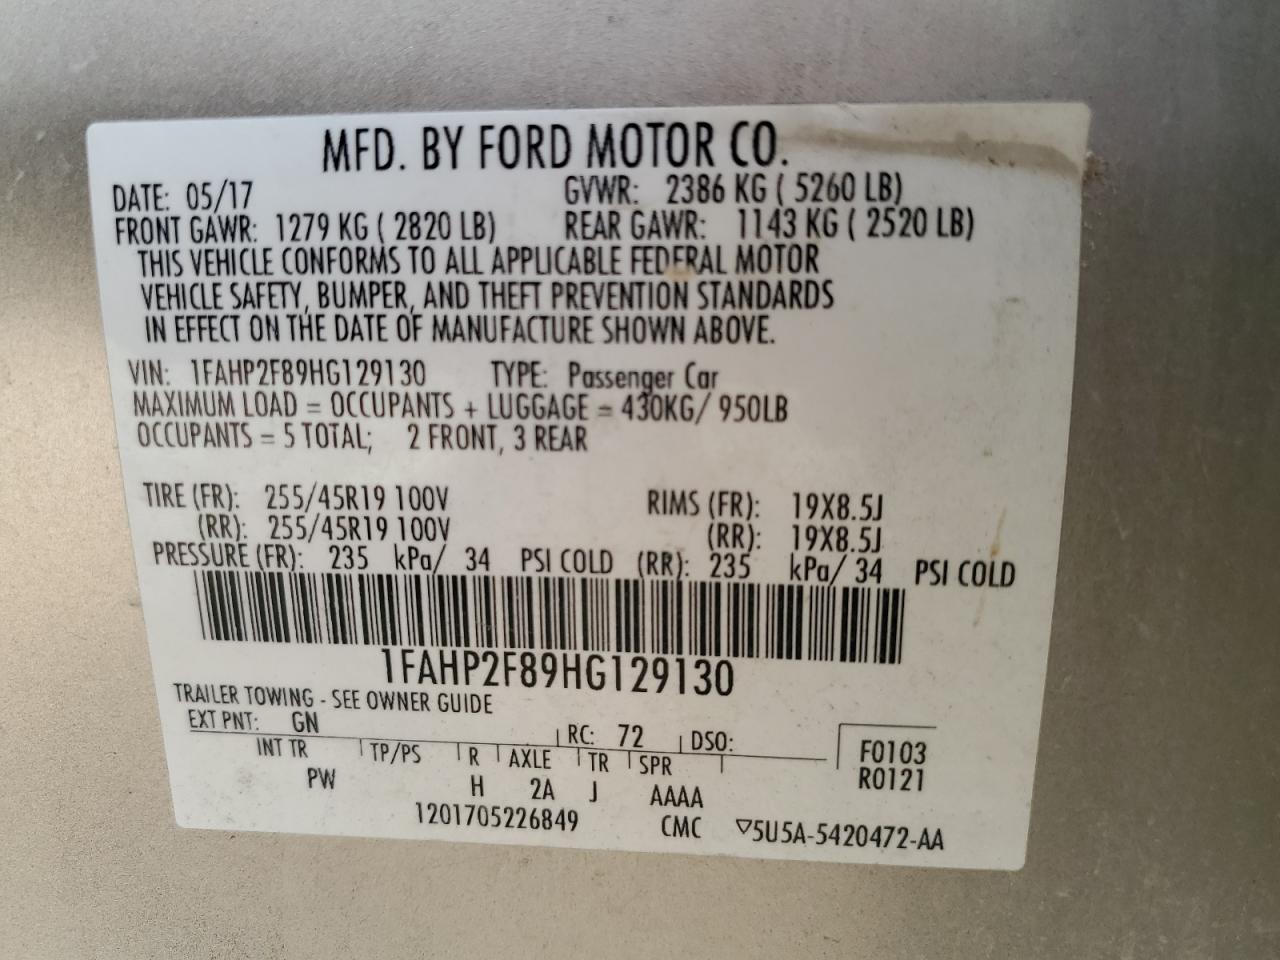 MFD. BY FORD MOTOR CO.
DATE: 05/17 GVWR: 2386 KG ( 5260 LB)
FRONT GAWR: 1279 KG ( 2820 LB) REAR GAWR: 1143 KG ( 2520 LB)
THIS VEHICLE CONFORMS TO ALL APPLICABLE FEDERAL MOTOR
VEHICLE SAFETY, BUMPER, AND THEFT PREVENTION STANDARDS
IN EFFECT ON THE DATE OF MANUFACTURE SHOWN ABOVE.
VIN: 1FAHP2F89HG129130 TYPE: Passenger Car
MAXIMUM LOAD = OCCUPANTS + LUGGAGE = 430KG/ 950LB
OCCUPANTS = 5 TOTAL; 2 FRONT, 3 REAR
TIRE (FR): 255/45R19 100V RIMS (FR): 19X8.5J
(RR): 255/45R19 100V (RR): 19X8.5J
PRESSURE (FR): 235 kPa/ 34 PSI COLD (RR): 235 kPa/ 34 PSI COLD
1FAHP2F89HG129130
TRAILER TOWING - SEE OWNER GUIDE
EXT PNT: GN RC: 72 DSO: F0103
INT TR TP/PS R AXLE TR SPR R0121
PW H 2A J AAAA
1201705226849 CMC ▽5U5A-5420472-AA